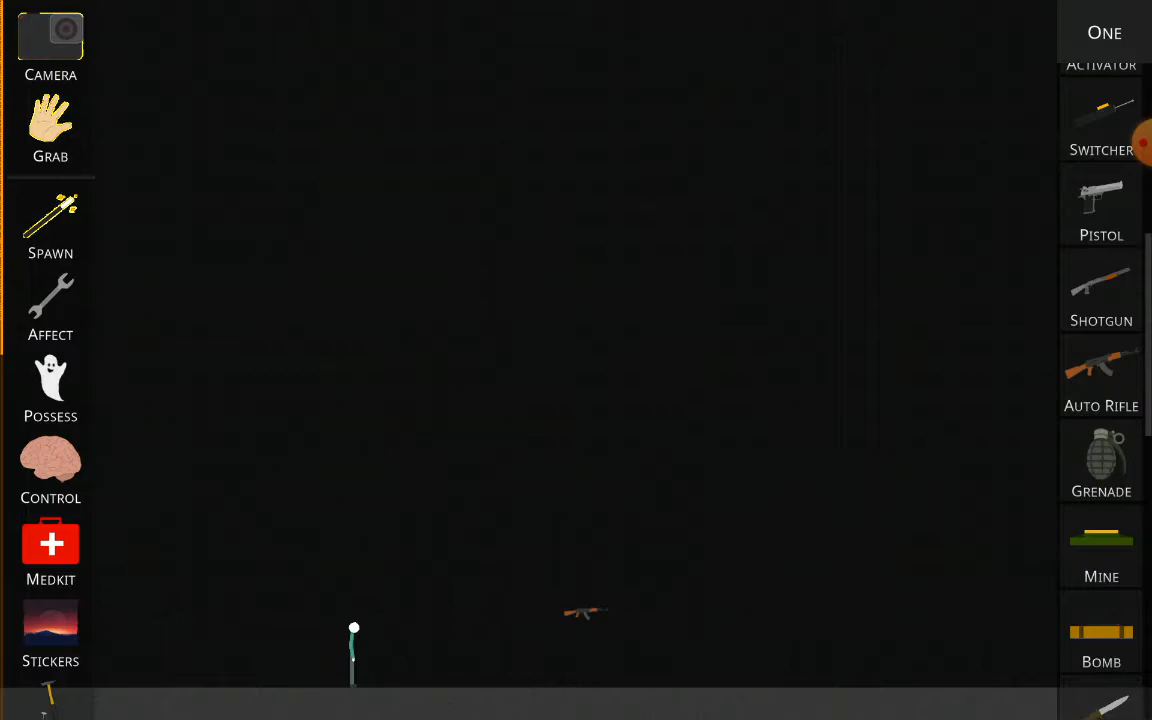 CAMERA
GRAB
SPAWN
AFFECT
POSSESS
CONTROL
MEDKIT
STICKERS
ONE
ACTIVATOR
SWITCHER
PISTOL
SHOTGUN
AUTO RIFLE
GRENADE
MINE
BOMB